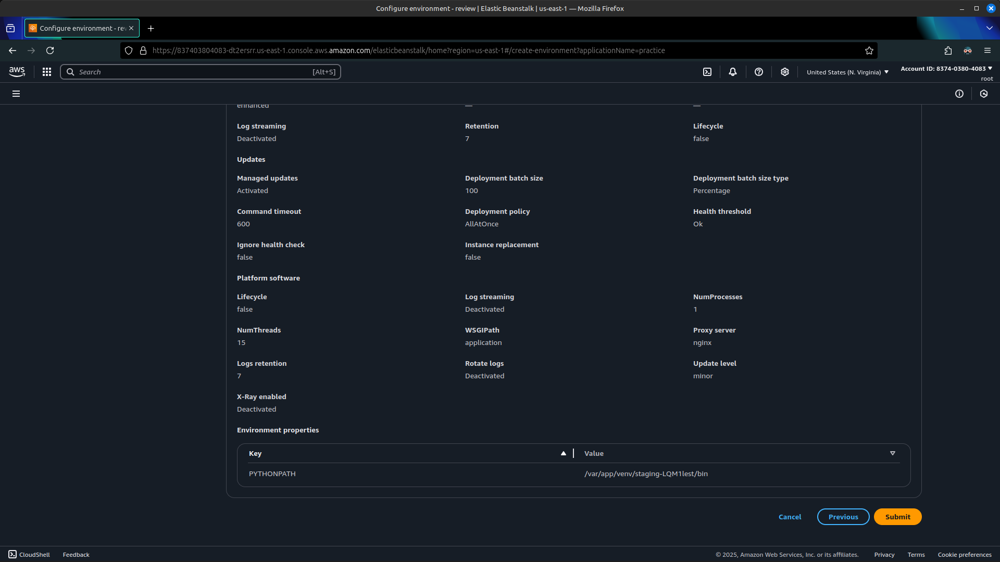 Configure environment - review | Elastic Beanstalk | us-east-1 — Mozilla Firefox
Configure environment - rev
https://837403804083-dt2ersrr.us-east-1.console.aws.amazon.com/elasticbeanstalk/home?region=us-east-1#/create-environment?applicationName=practice
aws
Search [Alt+S]
United States (N. Virginia)
Account ID: 8374-0380-4083
root
enhanced — —
Log streaming Retention Lifecycle
Deactivated 7 false
Updates
Managed updates Deployment batch size Deployment batch size type
Activated 100 Percentage
Command timeout Deployment policy Health threshold
600 AllAtOnce Ok
Ignore health check Instance replacement
false false
Platform software
Lifecycle Log streaming NumProcesses
false Deactivated 1
NumThreads WSGIPath Proxy server
15 application nginx
Logs retention Rotate logs Update level
7 Deactivated minor
X-Ray enabled
Deactivated
Environment properties
Key Value
PYTHONPATH /var/app/venv/staging-LQM1lest/bin
Cancel Previous Submit
CloudShell Feedback © 2025, Amazon Web Services, Inc. or its affiliates. Privacy Terms Cookie preferences